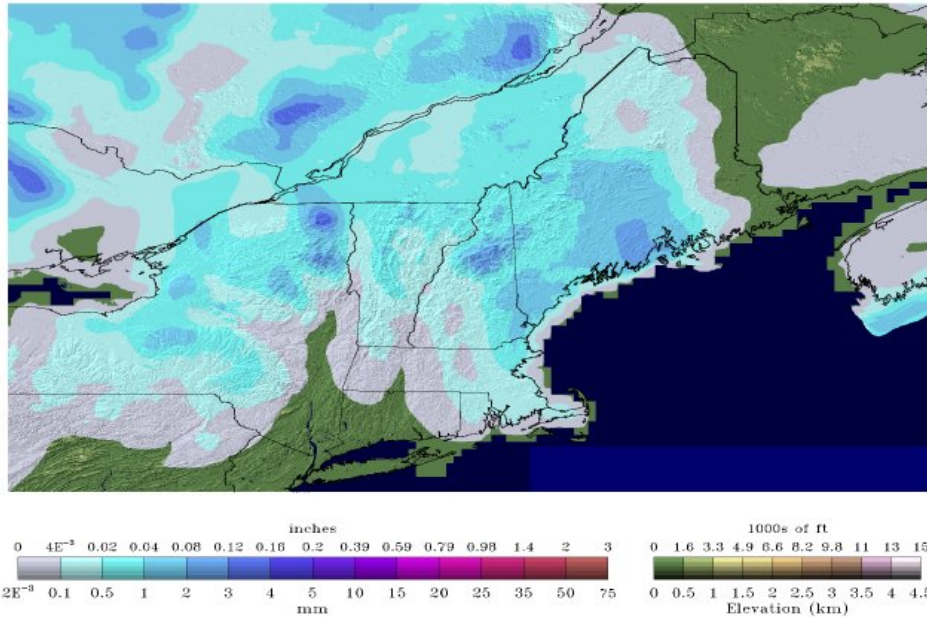 inches 1000s of ft
0 4E⁻³ 0.02 0.04 0.08 0.12 0.16 0.2 0.39 0.59 0.79 0.98 1.4 2 3 0 1.6 3.3 4.9 6.6 8.2 9.8 11 13 15
2E⁻³ 0.1 0.5 1 2 3 4 5 10 15 20 25 35 50 75 0 0.5 1 1.5 2 2.5 3 3.5 4 4.5
mm Elevation (km)